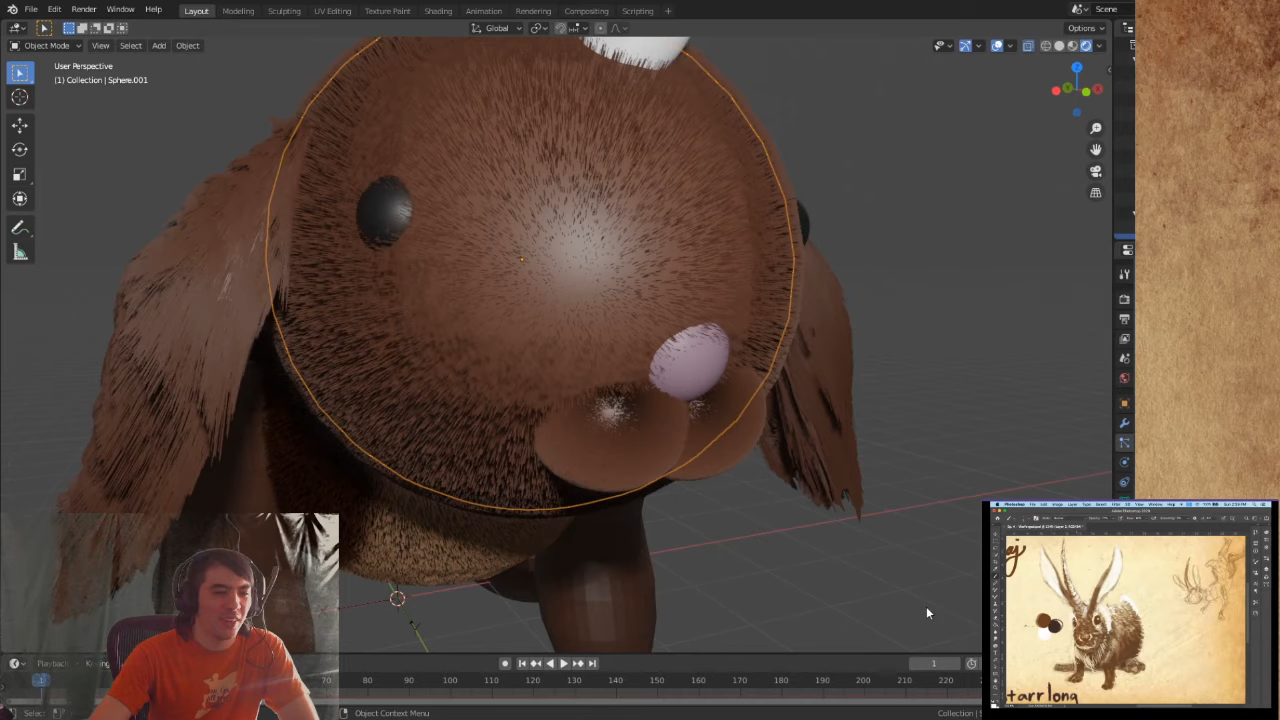 File Edit Render Window Help Layout Modeling Sculpting UV Editing Texture Paint Shading Animation Rendering Compositing Scripting + Scene
Global Options
Object Mode View Select Add Object
User Perspective
(1) Collection | Sphere.001
Z
Y
X
Photoshop
tarr long
Playback
1
70 80 90 100 110 120 130 140 150 160 170 180 190 200 210 220
Select
Object Context Menu
Collection | S